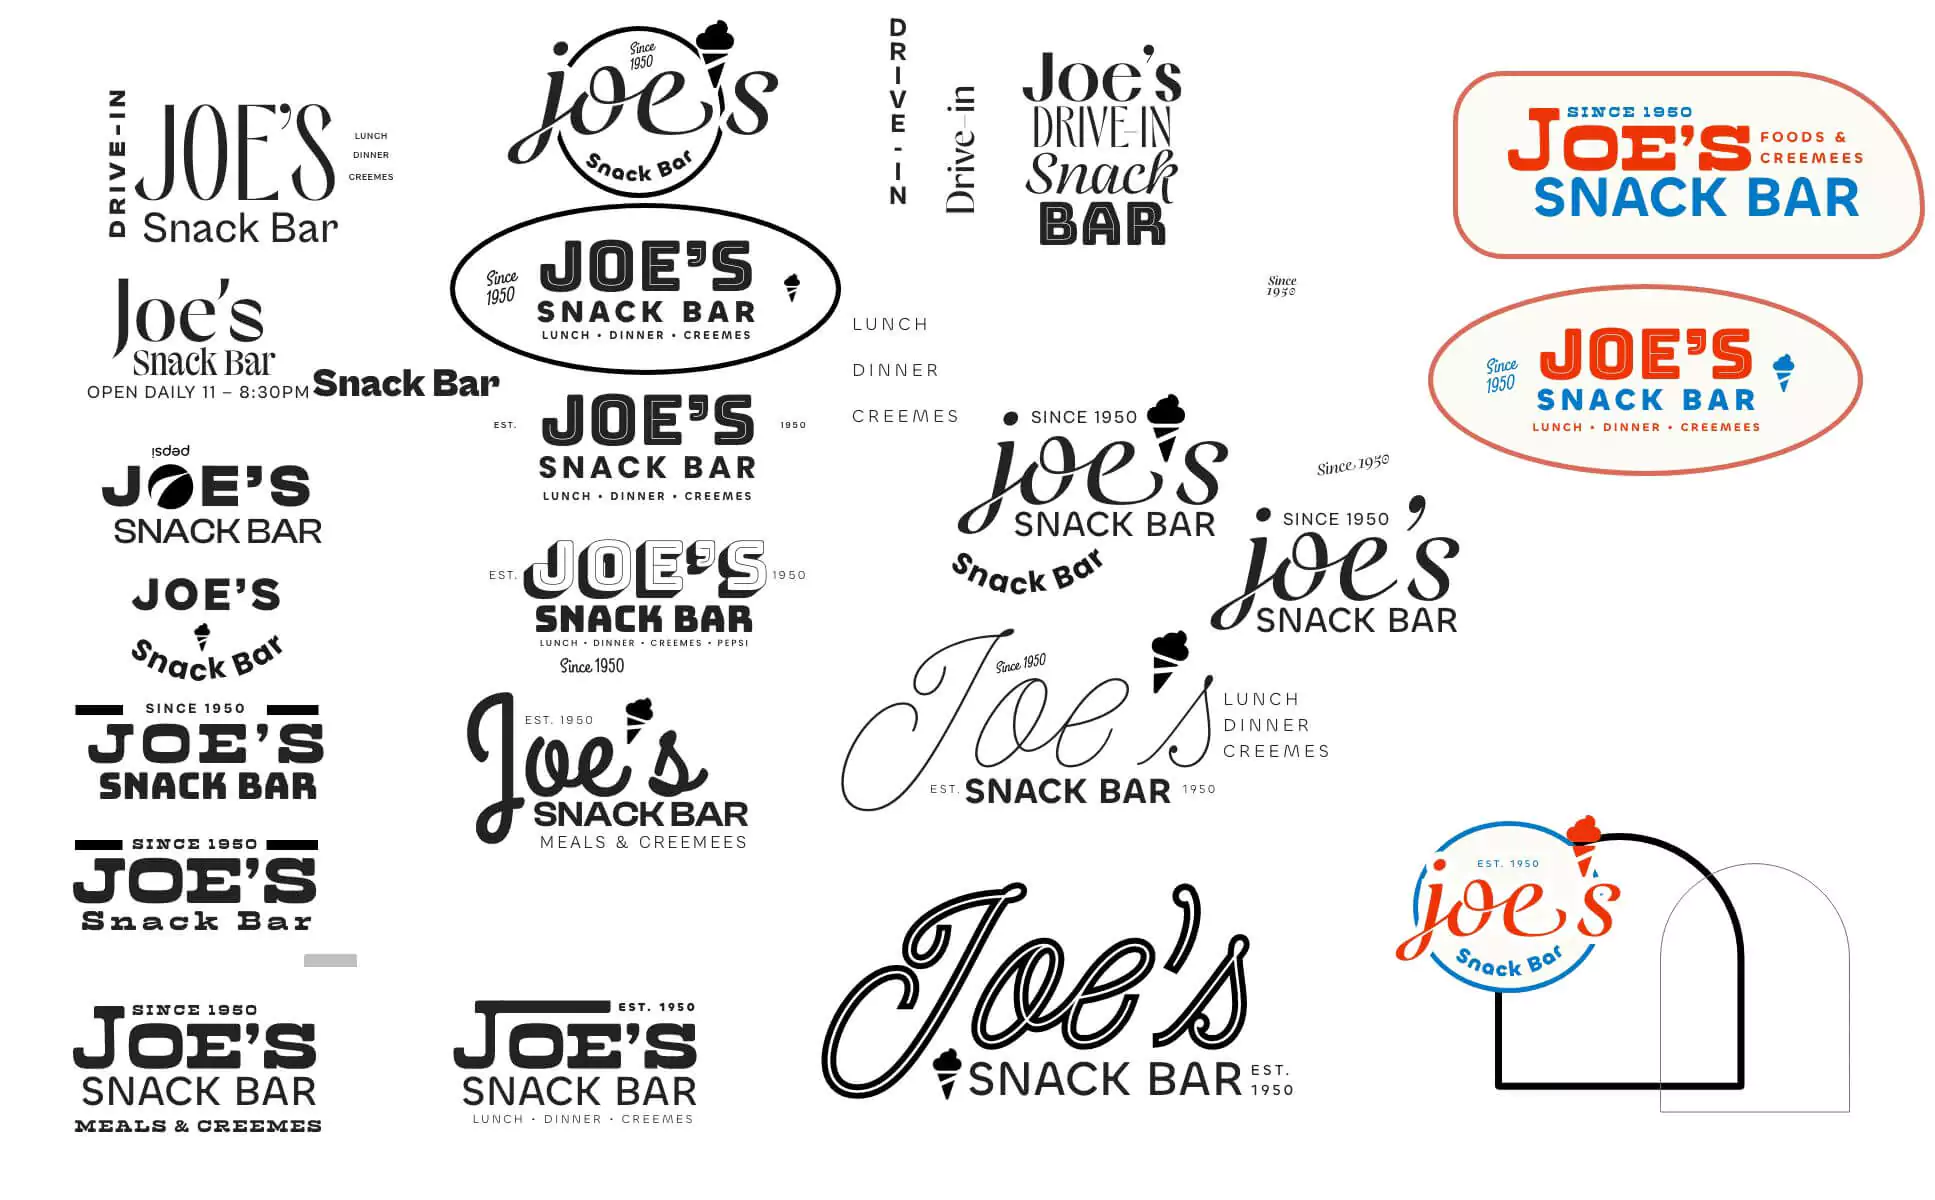 DRIVE-IN
JOE'S
Snack Bar
LUNCH
DINNER
CREEMES
Joe's
Snack Bar
OPEN DAILY 11 – 8:30PM
Snack Bar
pepsi
JOE'S
SNACK BAR
JOE'S
Snack Bar
SINCE 1950
JOE'S
SNACK BAR
SINCE 1950
JOE'S
Snack Bar
SINCE 1950
JOE'S
SNACK BAR
MEALS & CREEMES
Since
1950
joe's
Snack Bar
Since
1950
JOE'S
SNACK BAR
LUNCH • DINNER • CREEMES
EST.
JOE'S
1950
SNACK BAR
LUNCH • DINNER • CREEMES
EST.
JOE'S
1950
SNACK BAR
LUNCH • DINNER • CREEMES • PEPSI
Since 1950
EST. 1950
Joe's
SNACK BAR
MEALS & CREEMEES
EST. 1950
JOE'S
SNACK BAR
LUNCH • DINNER • CREEMES
DRIVE-IN
Drive-in
Joe's
DRIVE-IN
Snack
BAR
Since
1950
LUNCH
DINNER
CREEMES
SINCE 1950
joe's
SNACK BAR
Snack Bar
Since 1950
SINCE 1950
joe's
SNACK BAR
Since 1950
Joe's
LUNCH
DINNER
CREEMES
EST.
SNACK BAR
1950
Joe's
SNACK BAR
EST.
1950
SINCE 1950
JOE'S
FOODS &
CREEMEES
SNACK BAR
Since
1950
JOE'S
SNACK BAR
LUNCH • DINNER • CREEMEES
EST. 1950
joe's
Snack Bar